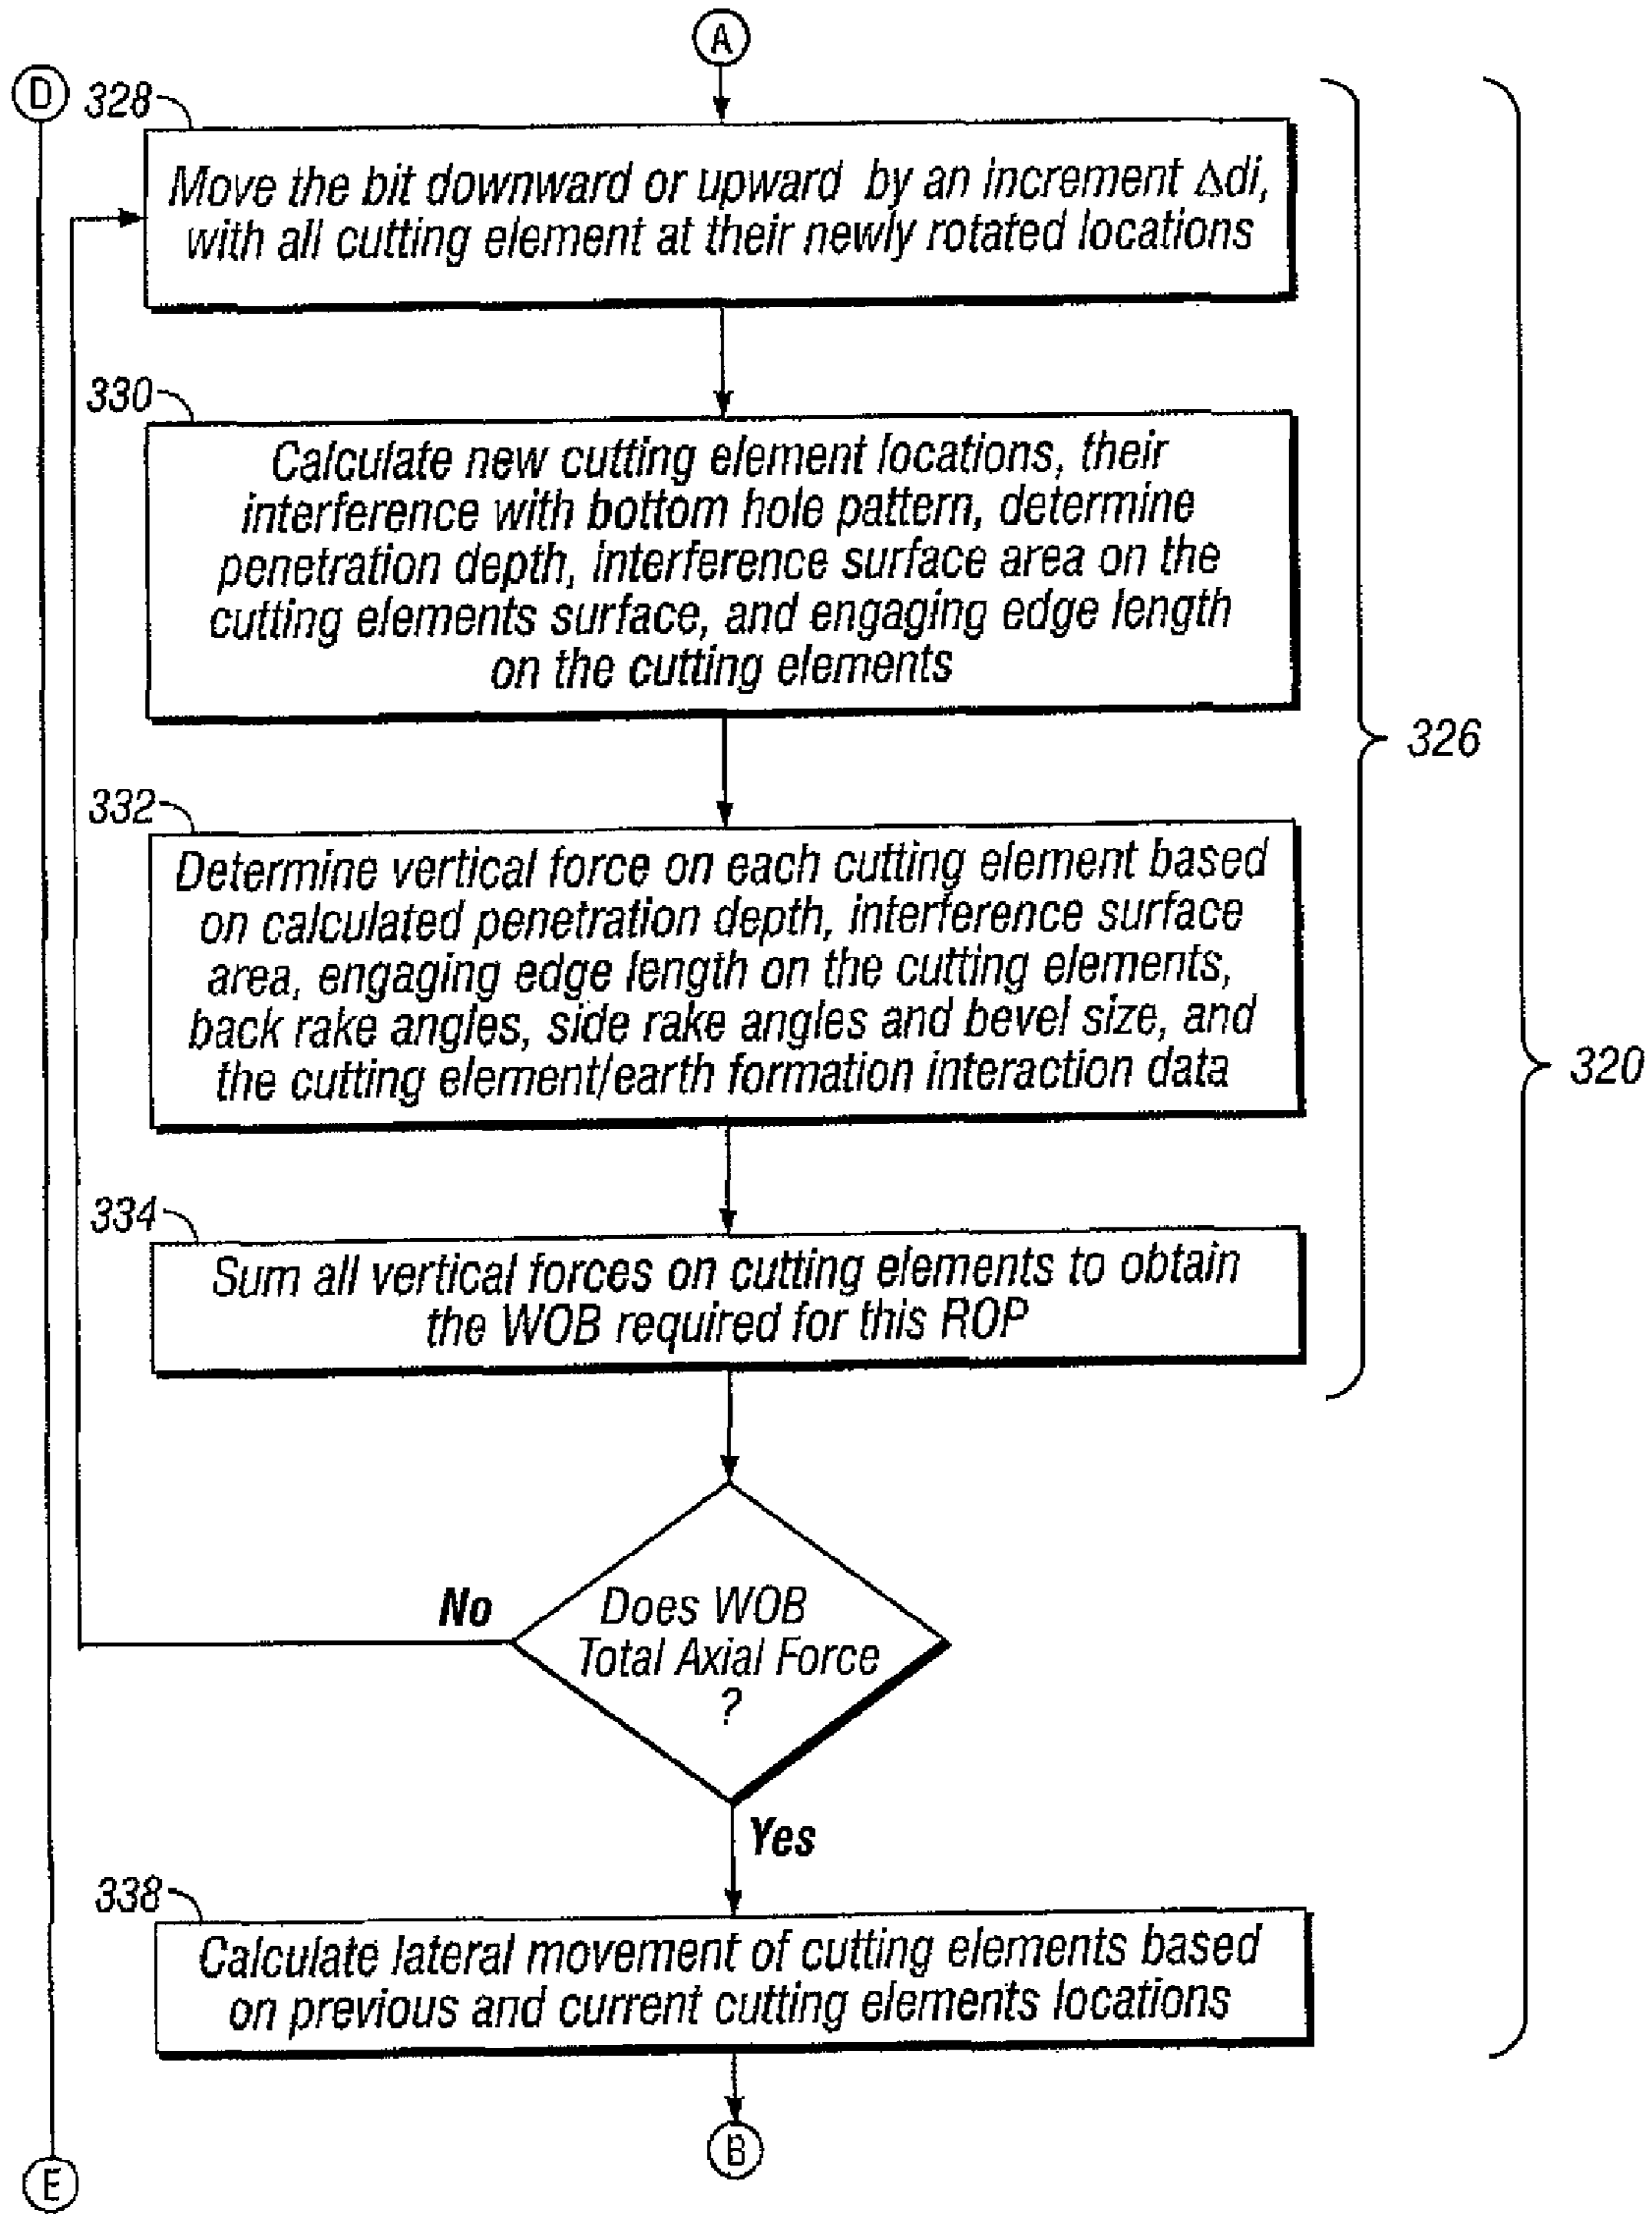 A
D
328
Move the bit downward or upward by an increment Δdi,
with all cutting element at their newly rotated locations
330
Calculate new cutting element locations, their
interference with bottom hole pattern, determine
penetration depth, interference surface area on the
cutting elements surface, and engaging edge length
on the cutting elements
326
332
Determine vertical force on each cutting element based
on calculated penetration depth, interference surface
area, engaging edge length on the cutting elements,
back rake angles, side rake angles and bevel size, and
the cutting element/earth formation interaction data
320
334
Sum all vertical forces on cutting elements to obtain
the WOB required for this ROP
No
Does WOB
Total Axial Force
?
Yes
338
Calculate lateral movement of cutting elements based
on previous and current cutting elements locations
B
E